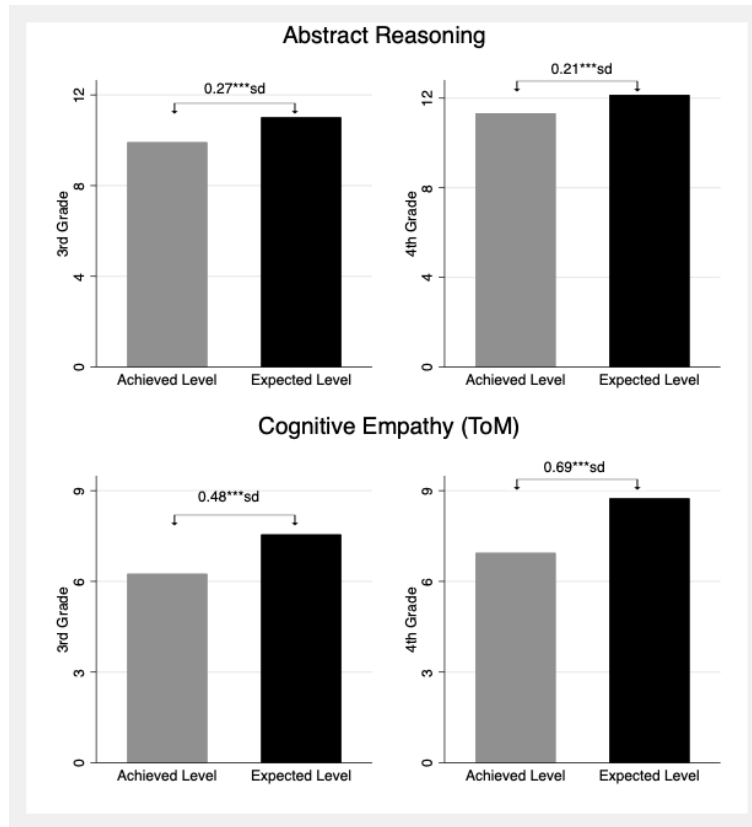 Abstract Reasoning
0.27***sd
3rd Grade
12
8
4
0
Achieved Level
Expected Level
0.21***sd
4th Grade
12
8
4
0
Achieved Level
Expected Level
Cognitive Empathy (ToM)
0.48***sd
3rd Grade
9
6
3
0
Achieved Level
Expected Level
0.69***sd
4th Grade
9
6
3
0
Achieved Level
Expected Level